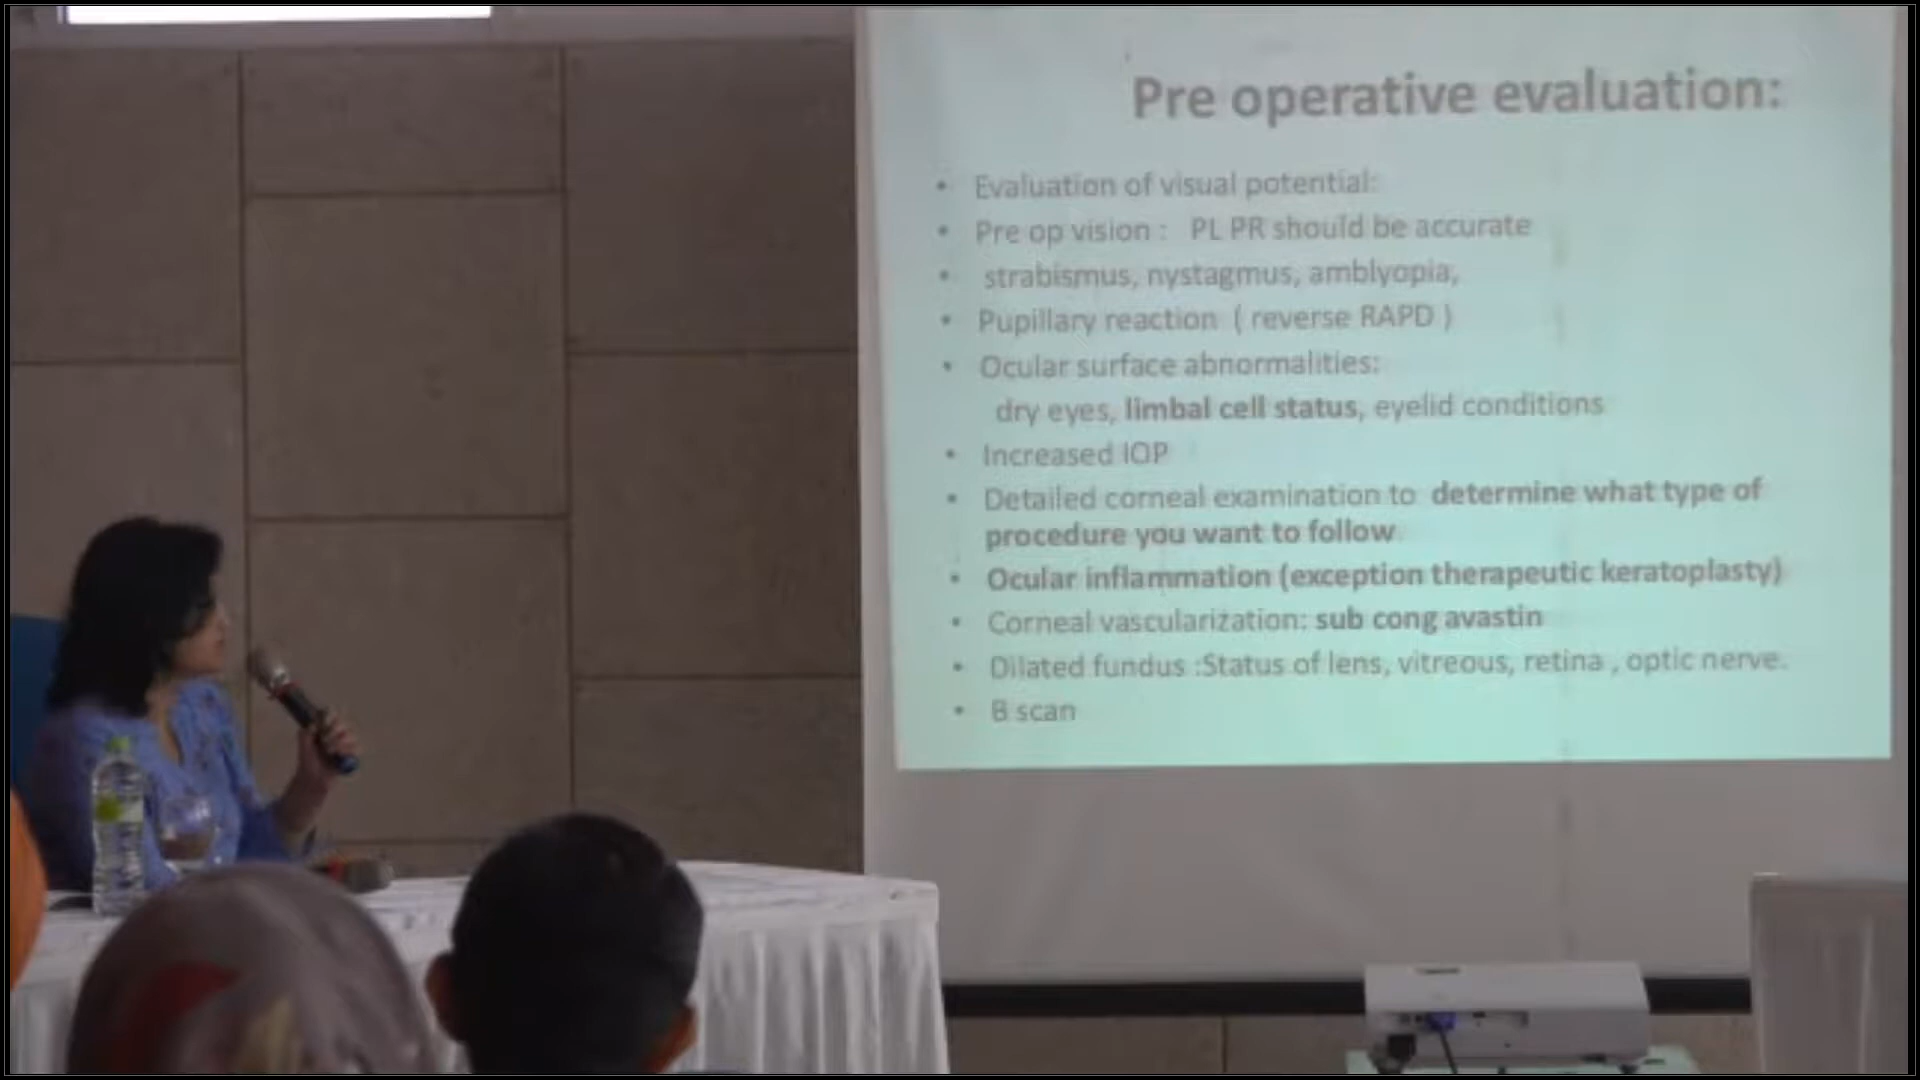 Pre operative evaluation:
• Evaluation of visual potential:
• Pre op vision : PL PR should be accurate
• strabismus, nystagmus, amblyopia,
• Pupillary reaction ( reverse RAPD )
• Ocular surface abnormalities:
dry eyes, limbal cell status, eyelid conditions
• Increased IOP
• Detailed corneal examination to determine what type of
procedure you want to follow
• Ocular inflammation (exception therapeutic keratoplasty)
• Corneal vascularization: sub cong avastin
• Dilated fundus :Status of lens, vitreous, retina , optic nerve.
• B scan